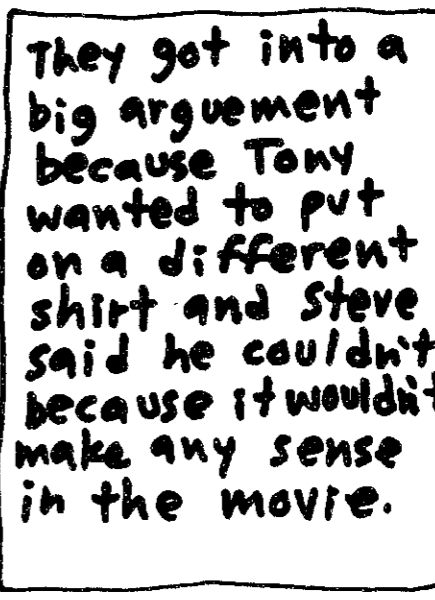 They got into a
big arguement
because Tony
wanted to put
on a different
shirt and Steve
said he couldn't
because it wouldn't
make any sense
in the movie.